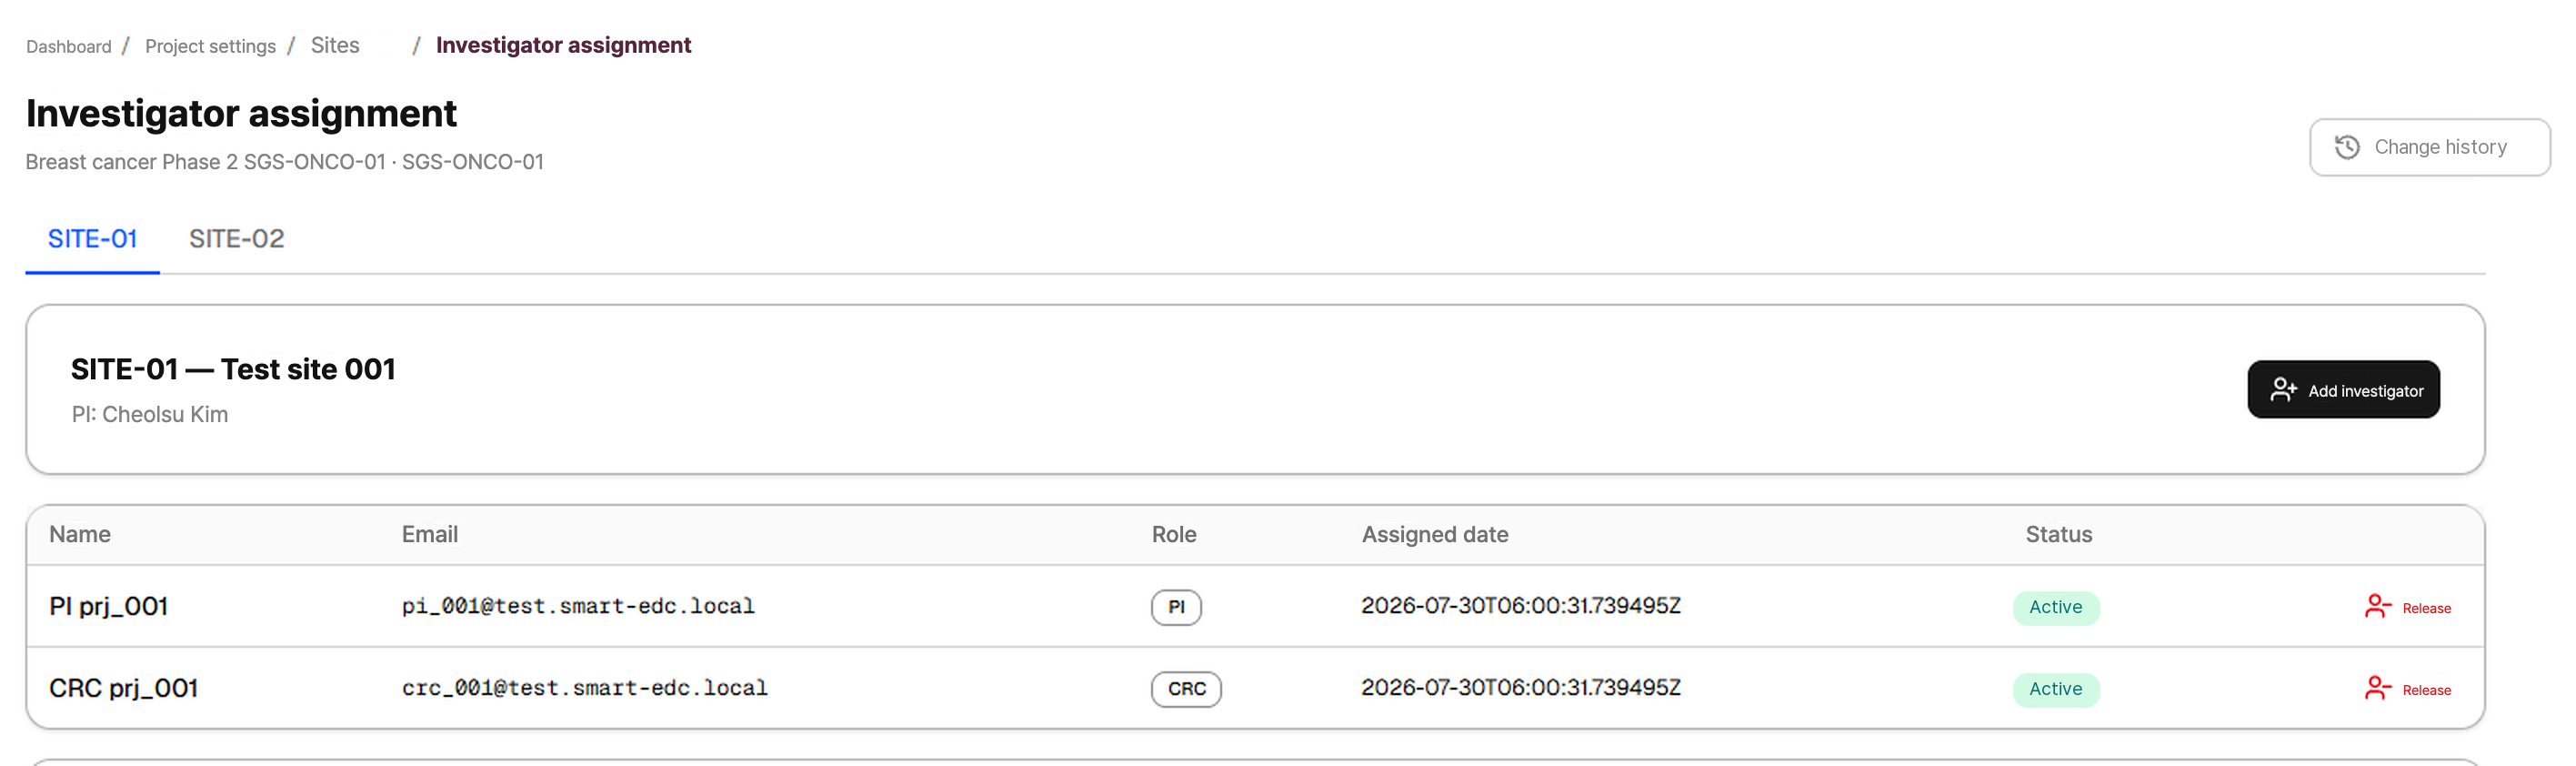 Dashboard / Project settings / Sites / Investigator assignment
Investigator assignment
Breast cancer Phase 2 SGS-ONCO-01 · SGS-ONCO-01
Change history
SITE-01 SITE-02
SITE-01 — Test site 001
PI: Cheolsu Kim
Add investigator
Name Email Role Assigned date Status
PI prj_001 pi_001@test.smart-edc.local PI 2026-07-30T06:00:31.739495Z Active Release
CRC prj_001 crc_001@test.smart-edc.local CRC 2026-07-30T06:00:31.739495Z Active Release